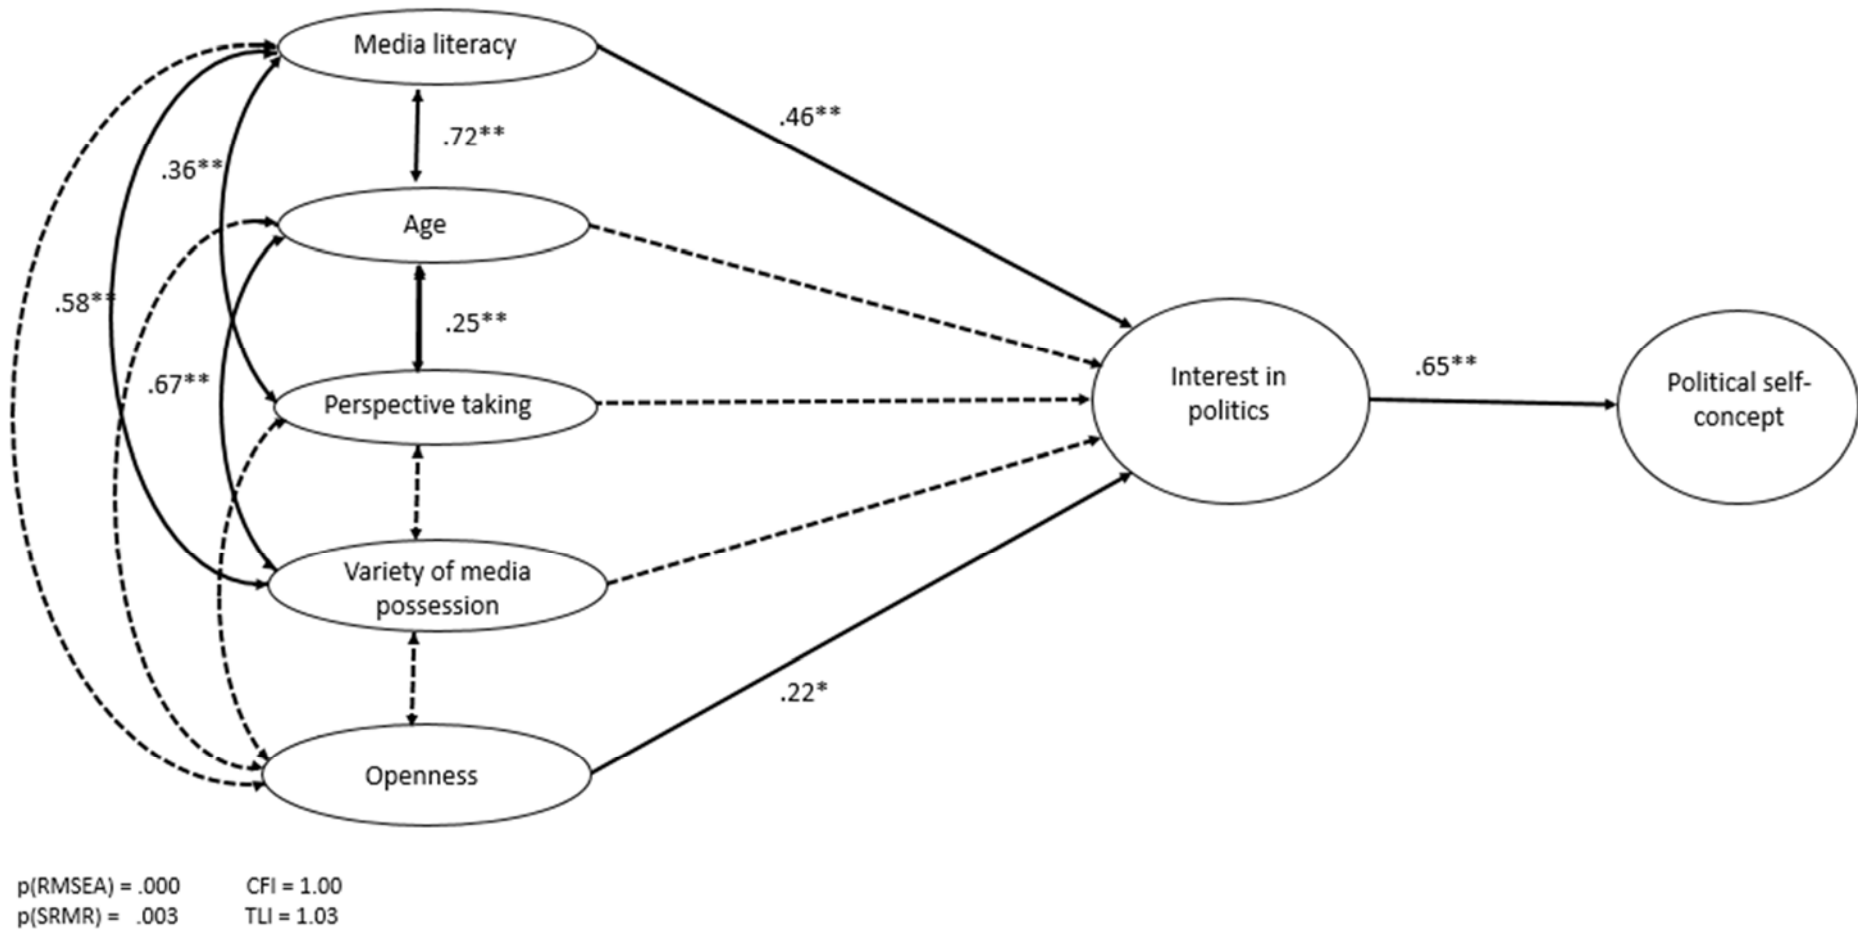 Media literacy
.46**
.72**
.36**
Age
.58**
.25**
.67**
Perspective taking
Interest in
politics
.65**
Political self-
concept
Variety of media
possession
.22*
Openness
p(RMSEA) = .000 CFI = 1.00
p(SRMR) = .003 TLI = 1.03